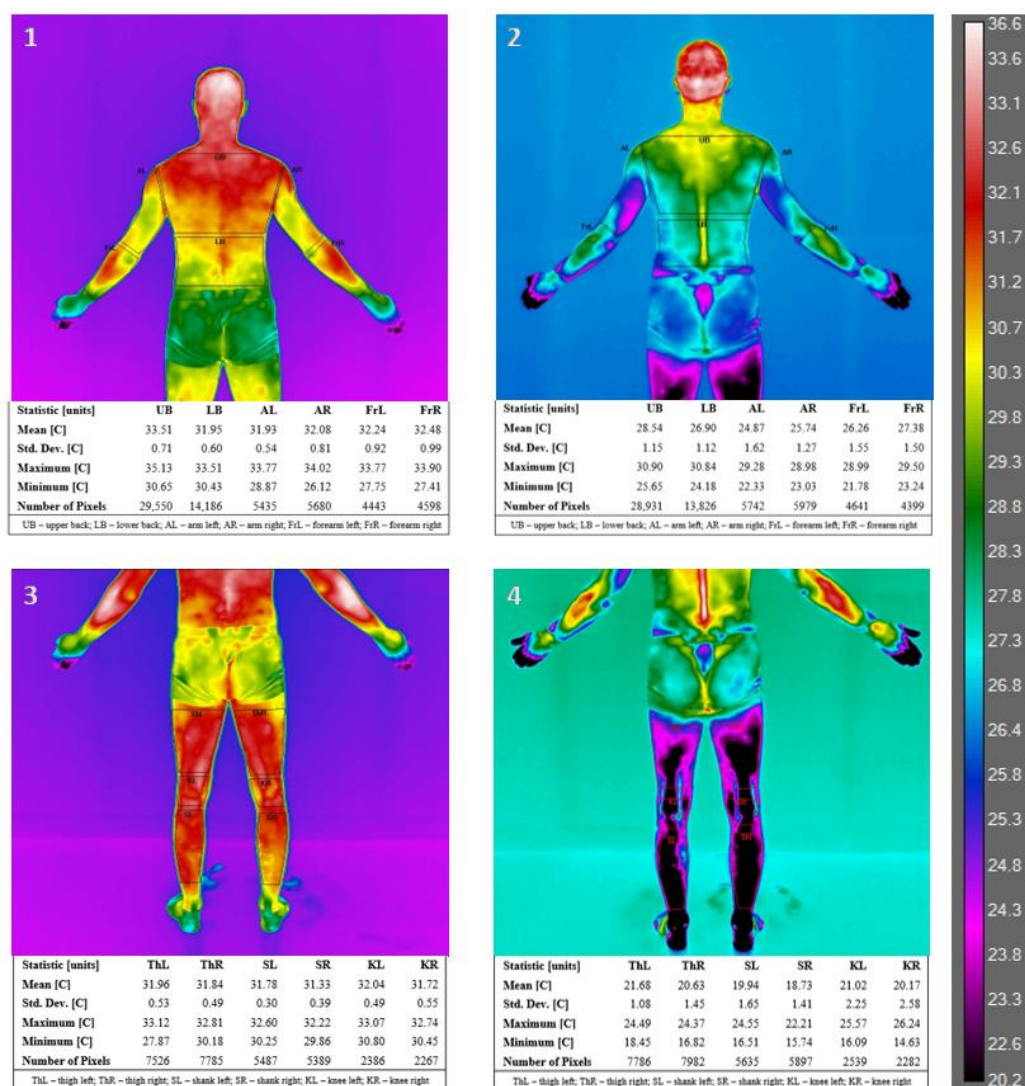 1
UB
AL
AR
LB
FrL
FrR
Statistic [units] UB LB AL AR FrL FrR
Mean [C] 33.51 31.95 31.93 32.08 32.24 32.48
Std. Dev. [C] 0.71 0.60 0.54 0.81 0.92 0.99
Maximum [C] 35.13 33.51 33.77 34.02 33.77 33.90
Minimum [C] 30.65 30.43 28.87 26.12 27.75 27.41
Number of Pixels 29,550 14,186 5435 5680 4443 4598
UB – upper back; LB – lower back; AL – arm left; AR – arm right; FrL – forearm left; FrR – forearm right
2
UB
AL
AR
LB
FrL
FrR
Statistic [units] UB LB AL AR FrL FrR
Mean [C] 28.54 26.90 24.87 25.74 26.26 27.38
Std. Dev. [C] 1.15 1.12 1.62 1.27 1.55 1.50
Maximum [C] 30.90 30.84 29.28 28.98 28.99 29.50
Minimum [C] 25.65 24.18 22.33 23.03 21.78 23.24
Number of Pixels 28,931 13,826 5742 5979 4641 4399
UB – upper back; LB – lower back; AL – arm left; AR – arm right; FrL – forearm left; FrR – forearm right
3
KR
Statistic [units] ThL ThR SL SR KL KR
Mean [C] 31.96 31.84 31.78 31.33 32.04 31.72
Std. Dev. [C] 0.53 0.49 0.30 0.39 0.49 0.55
Maximum [C] 33.12 32.81 32.60 32.22 33.07 32.74
Minimum [C] 27.87 30.18 30.25 29.86 30.80 30.45
Number of Pixels 7526 7785 5487 5389 2386 2267
ThL – thigh left; ThR – thigh right; SL – shank left; SR – shank right; KL – knee left; KR – knee right
4
Statistic [units] ThL ThR SL SR KL KR
Mean [C] 21.68 20.63 19.94 18.73 21.02 20.17
Std. Dev. [C] 1.08 1.45 1.65 1.41 2.25 2.58
Maximum [C] 24.49 24.37 24.55 22.21 25.57 26.24
Minimum [C] 18.45 16.82 16.51 15.74 16.09 14.63
Number of Pixels 7786 7982 5635 5897 2539 2282
ThL – thigh left; ThR – thigh right; SL – shank left; SR – shank right; KL – knee left; KR – knee right
36.6
33.6
33.1
32.6
32.1
31.7
31.2
30.7
30.3
29.8
29.3
28.8
28.3
27.8
27.3
26.8
26.4
25.8
25.3
24.8
24.3
23.8
23.3
22.6
20.2